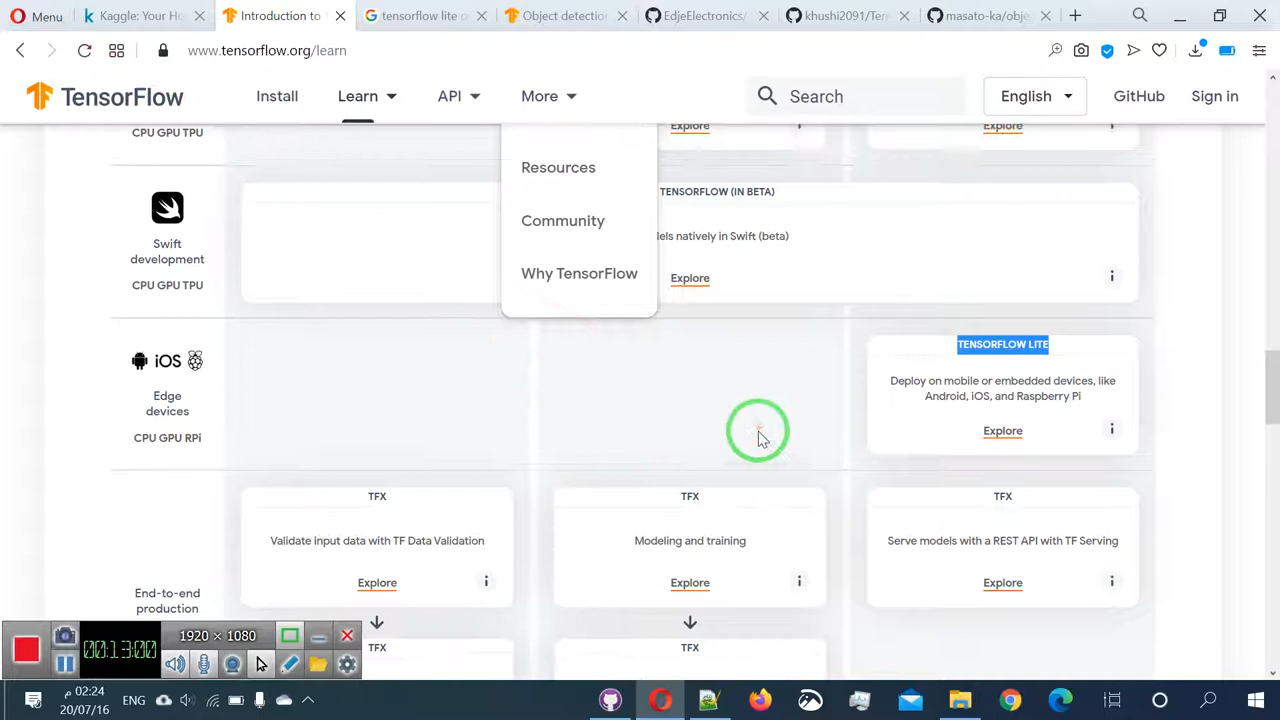 Menu
Kaggle: Your Ho
Introduction to T
tensorflow lite o
Object detectio
EdjeElectronics/
khushi2091/Ten
masato-ka/obje
www.tensorflow.org/learn
TensorFlow
Install
Learn
API
More
Search
English
GitHub
Sign in
CPU GPU TPU
Explore
Explore
Resources
Community
Why TensorFlow
Swift
development
CPU GPU TPU
TENSORFLOW (IN BETA)
dels natively in Swift (beta)
Explore
iOS
Edge
devices
CPU GPU RPi
TENSORFLOW LITE
Deploy on mobile or embedded devices, like
Android, iOS, and Raspberry Pi
Explore
End-to-end
production
TFX
Validate input data with TF Data Validation
Explore
TFX
Modeling and training
Explore
TFX
Serve models with a REST API with TF Serving
Explore
TFX
TFX
00:13:00
1920 × 1080
02:24 م
20/07/16
ENG